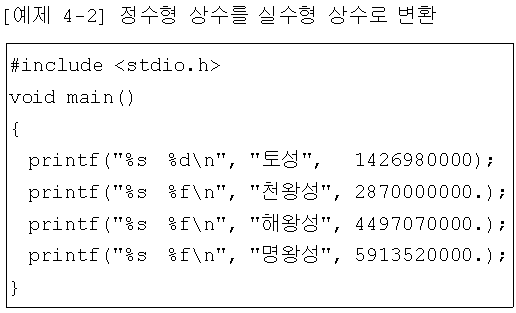 [예제 4-2] 정수형 상수를 실수형 상수로 변환
#include <stdio.h>
void main()
{
printf("%s %d\n", "토성", 1426980000);
printf("%s %f\n", "천왕성", 2870000000.);
printf("%s %f\n", "해왕성", 4497070000.);
printf("%s %f\n", "명왕성", 5913520000.);
}